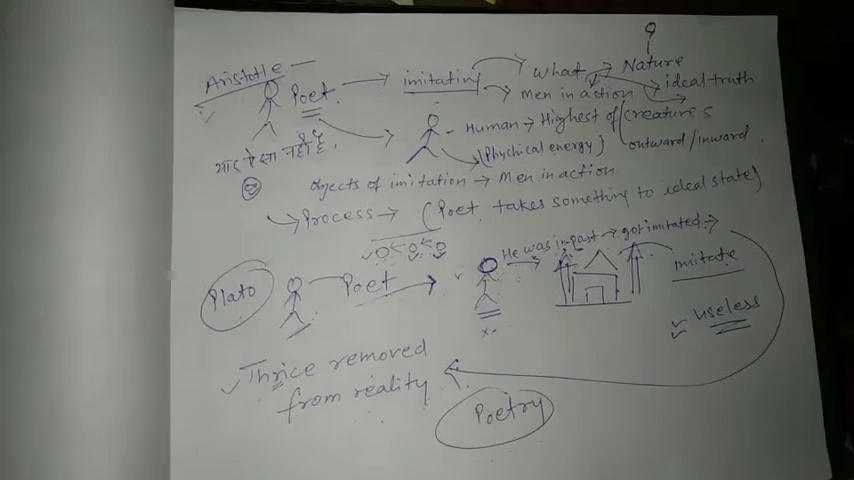 Aristotle —
Poet. → imitating → what → Nature
→ Men in action → ideal truth
Human → Highest of creatures
(Phychical energy) outward/inward.
यार ऐसा नहीं है.
objects of imitation → Men in action
→ Process → (Poet takes something to ideal state)
Plato
Poet
He was in past → got imitated →
imitate
useless
Thrice removed
from reality
Poetry